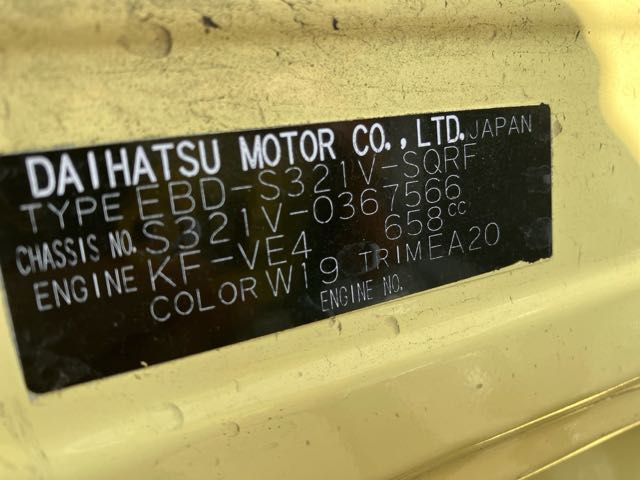 DAIHATSU MOTOR CO.,LTD. JAPAN
TYPE EBD-S321V-SQRF
CHASSIS NO. S321V-0367566
ENGINE KF-VE4 658cc
COLOR W19 TRIM EA20
ENGINE NO.